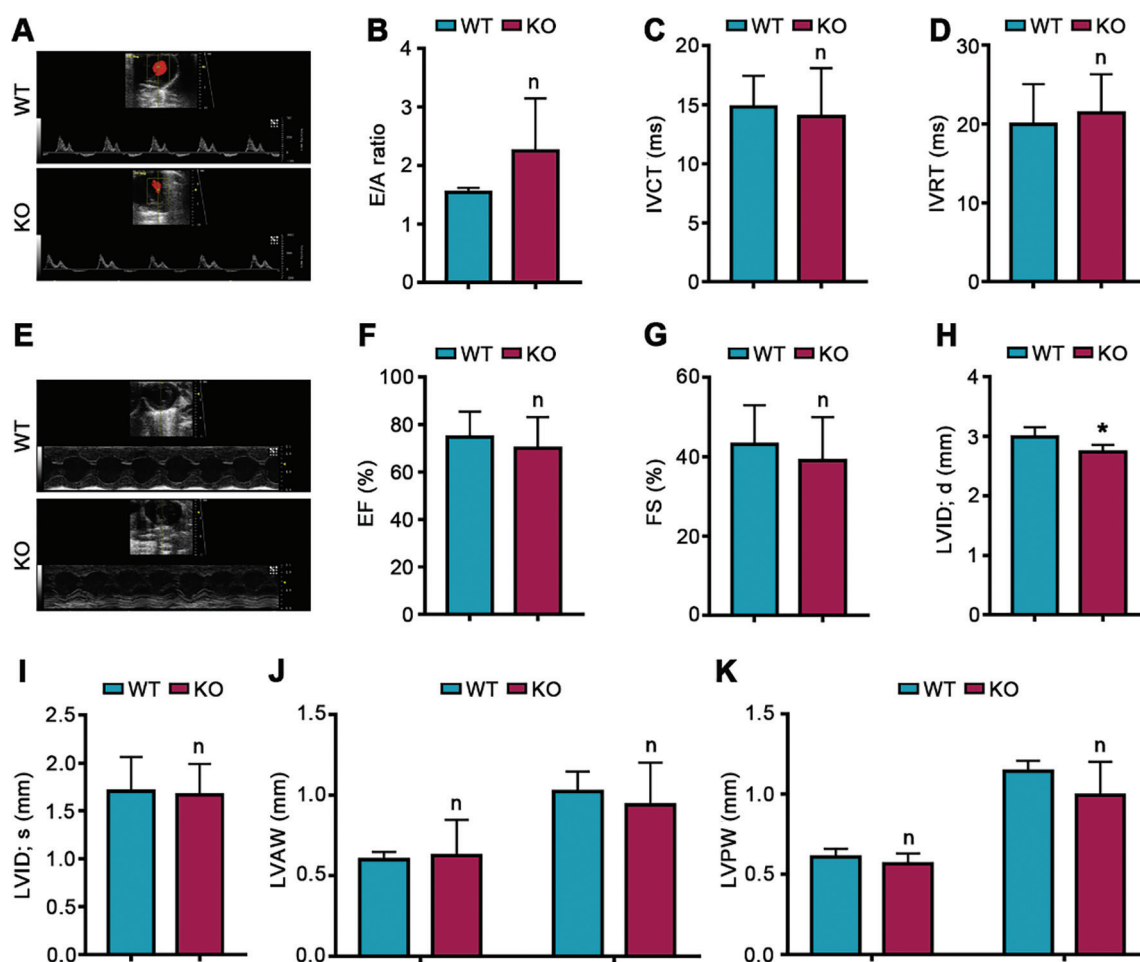 A
WT
KO
B
WT KO
E/A ratio
4
3
2
1
0
n
C
WT KO
IVCT (ms)
20
15
10
5
0
n
D
WT KO
IVRT (ms)
30
20
10
0
n
E
WT
KO
F
WT KO
EF (%)
100
80
60
40
20
0
n
G
WT KO
FS (%)
60
40
20
0
n
H
WT KO
LVID; d (mm)
4
3
2
1
0
*
I
WT KO
LVID; s (mm)
2.5
2.0
1.5
1.0
0.5
0.0
n
J
WT KO
LVAW (mm)
1.5
1.0
0.5
0.0
n
n
K
WT KO
LVPW (mm)
1.5
1.0
0.5
0.0
n
n